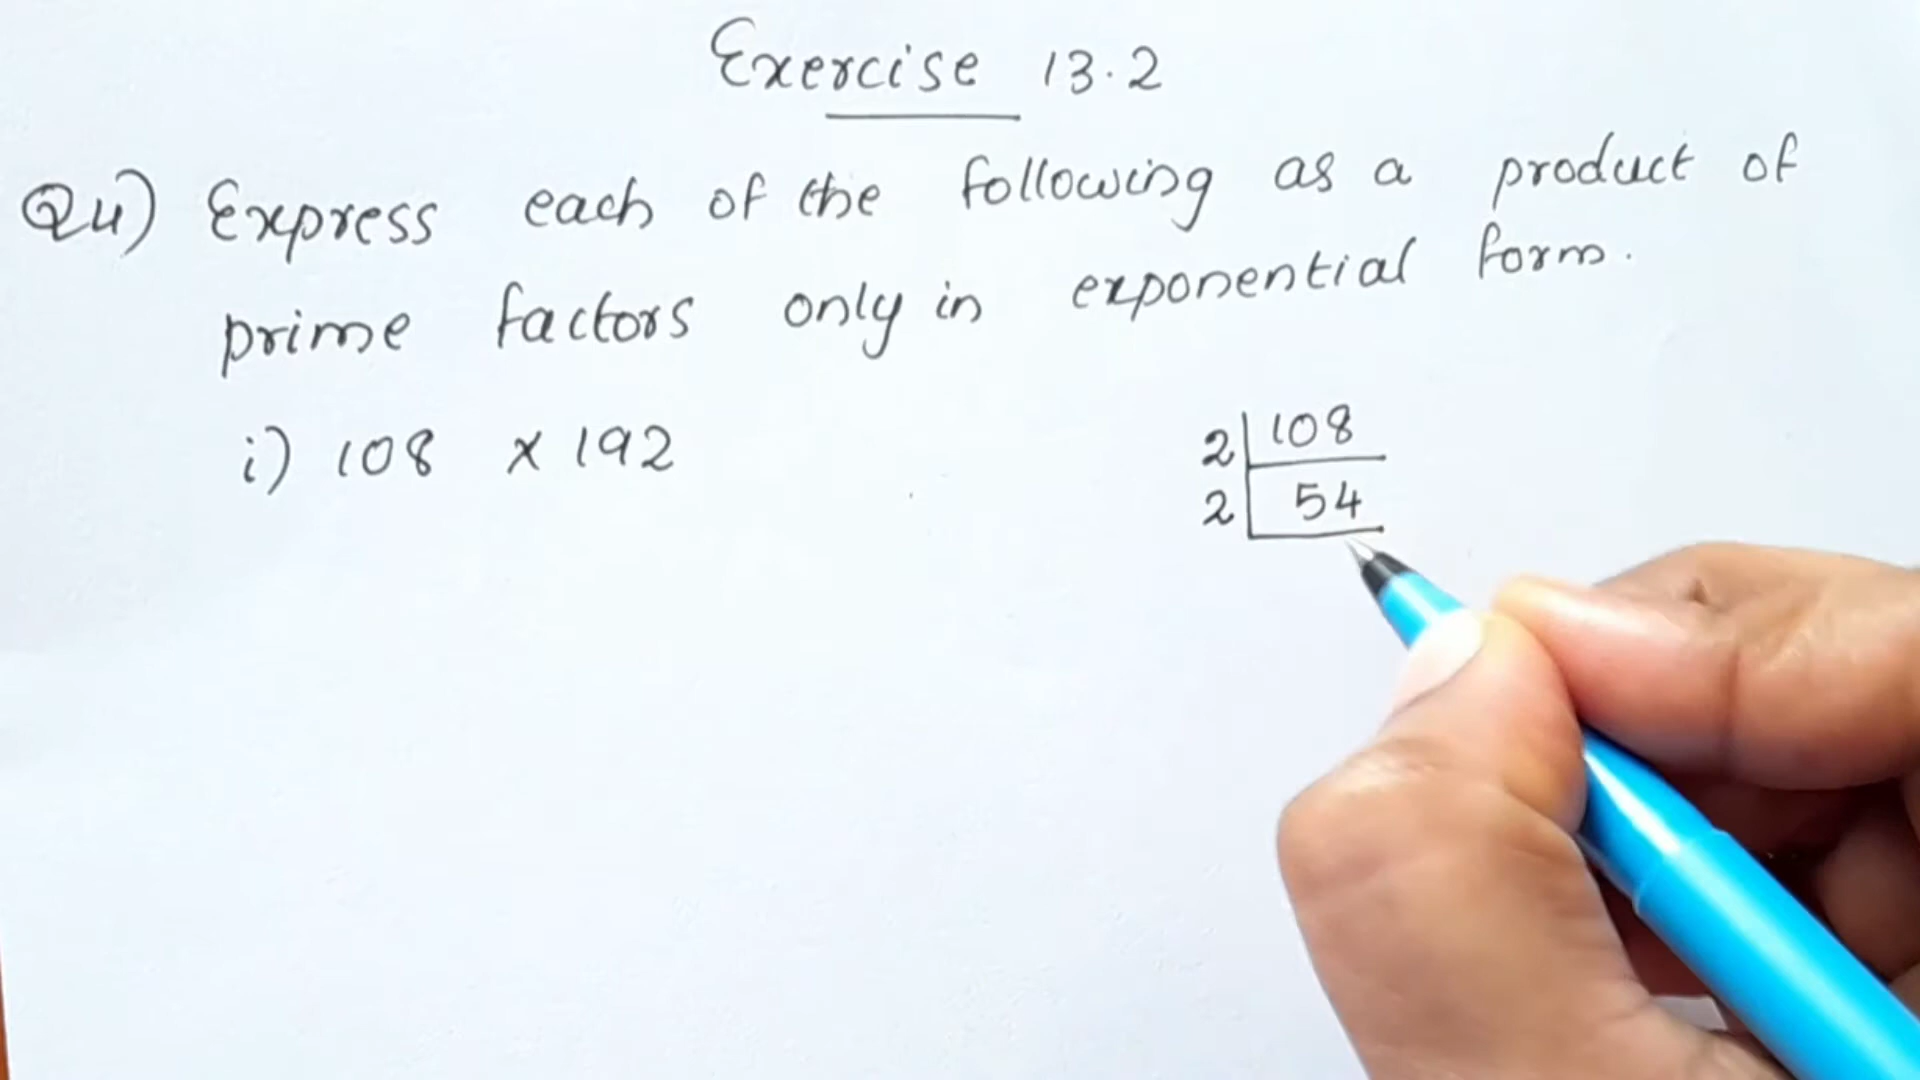 Exercise 13.2
Q4) Express each of the following as a product of
prime factors only in exponential form.
i) 108 × 192
2 108
2 54